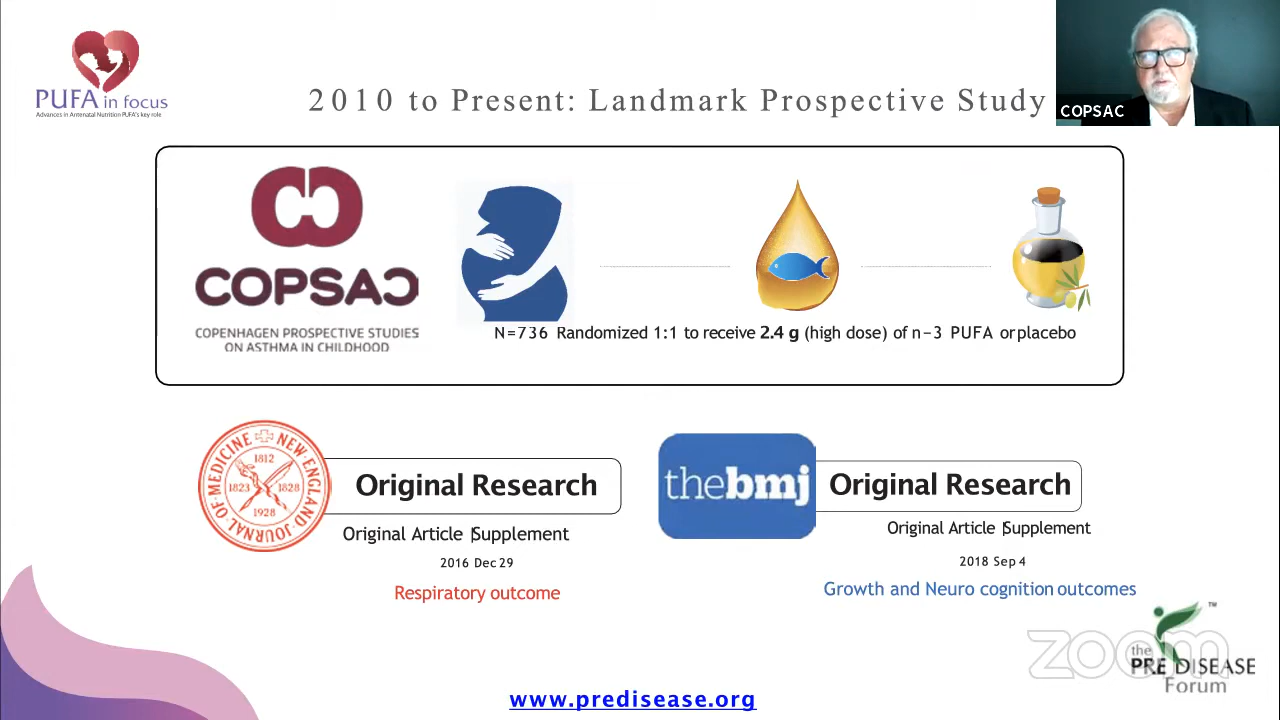 PUFA in focus
Advances in Antenatal Nutrition PUFA's key role
2010 to Present: Landmark Prospective Study
COPSAC
COPSAC
COPENHAGEN PROSPECTIVE STUDIES
ON ASTHMA IN CHILDHOOD
N=736 Randomized 1:1 to receive 2.4 g (high dose) of n-3 PUFA or placebo
NEW ENGLAND JOURNAL OF MEDICINE
1812
1823 1828
1928
Original Research
Original Article | Supplement
2016 Dec 29
Respiratory outcome
thebmj
Original Research
Original Article | Supplement
2018 Sep 4
Growth and Neuro cognition outcomes
zoom
TM
the
PRE DISEASE
Forum
www.predisease.org